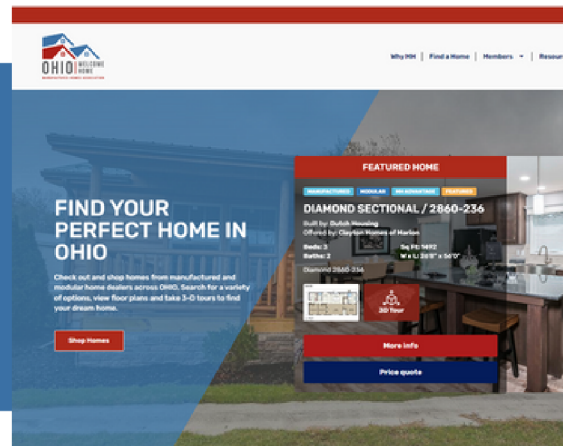 OHIO WELCOME HOME
MANUFACTURED HOMES ASSOCIATION
Why MH | Find a Home | Members | Resour
FIND YOUR
PERFECT HOME IN
OHIO
Check out and shop homes from manufactured and
modular home dealers across OHIO. Search for a variety
of options, view floor plans and take 3-D tours to find
your dream home.
Shop Homes
FEATURED HOME
MANUFACTURED MODULAR MH ADVANTAGE FEATURED
DIAMOND SECTIONAL / 2860-236
Built by: Dutch Housing
Offered by: Clayton Homes of Marion
Beds: 3 Sq Ft: 1492
Baths: 2 W x L: 26'8" x 56'0"
Diamond 2860-236
3D Tour
More info
Price quote